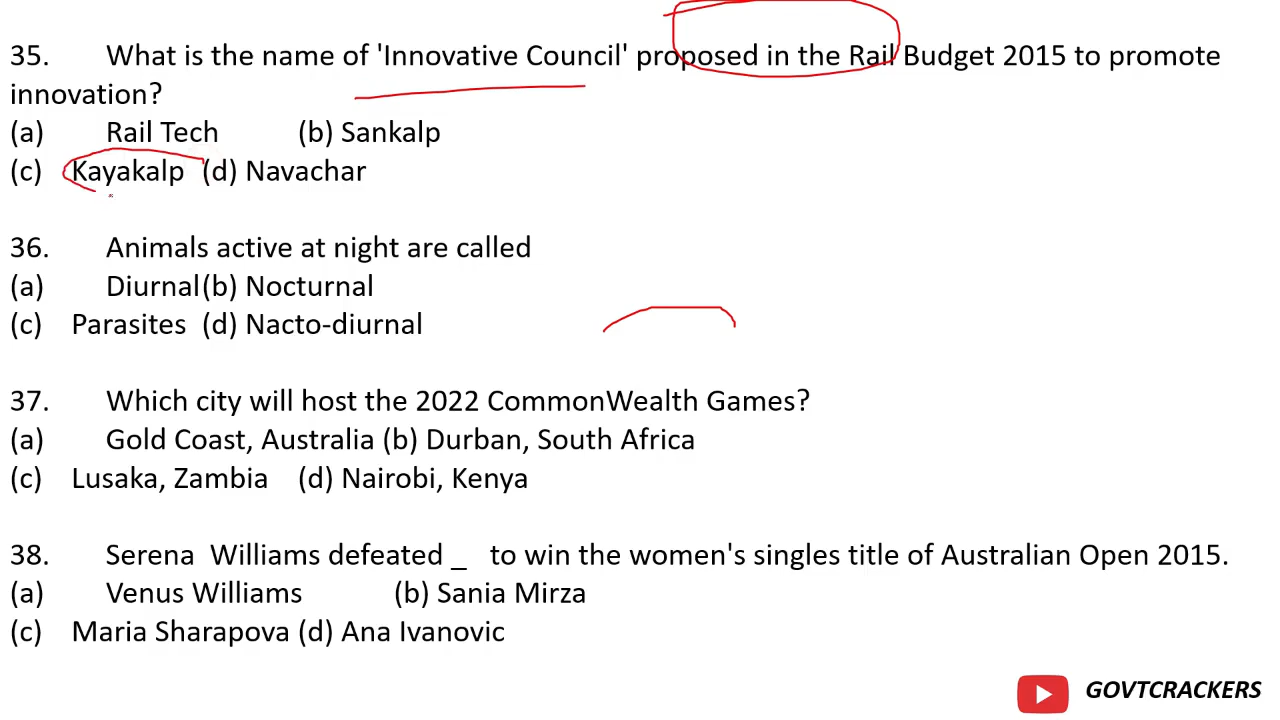 35. What is the name of 'Innovative Council' proposed in the Rail Budget 2015 to promote
innovation?
(a) Rail Tech (b) Sankalp
(c) Kayakalp (d) Navachar
36. Animals active at night are called
(a) Diurnal(b) Nocturnal
(c) Parasites (d) Nacto-diurnal
37. Which city will host the 2022 CommonWealth Games?
(a) Gold Coast, Australia (b) Durban, South Africa
(c) Lusaka, Zambia (d) Nairobi, Kenya
38. Serena Williams defeated _ to win the women's singles title of Australian Open 2015.
(a) Venus Williams (b) Sania Mirza
(c) Maria Sharapova (d) Ana Ivanovic
GOVTCRACKERS